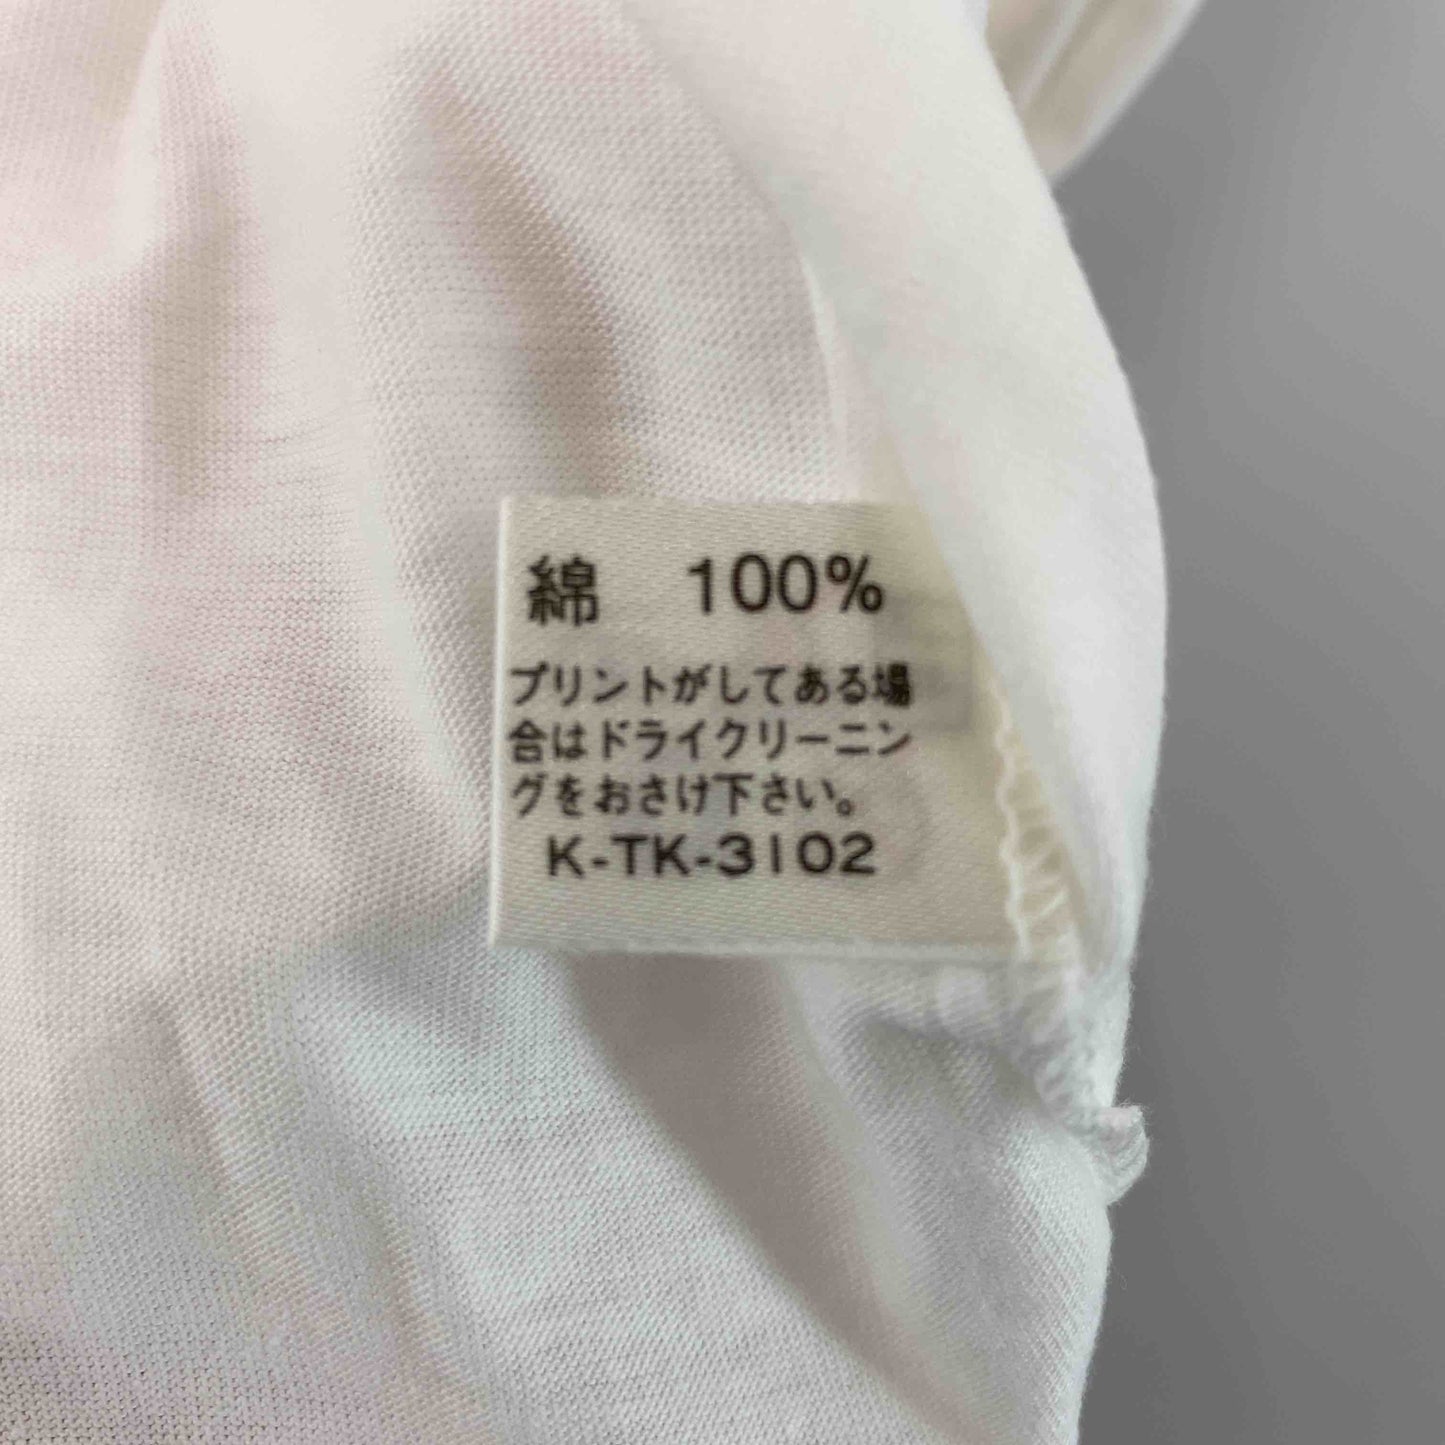 綿 100%
プリントがしてある場
合はドライクリーニン
グをおさけ下さい。
K-TK-3102